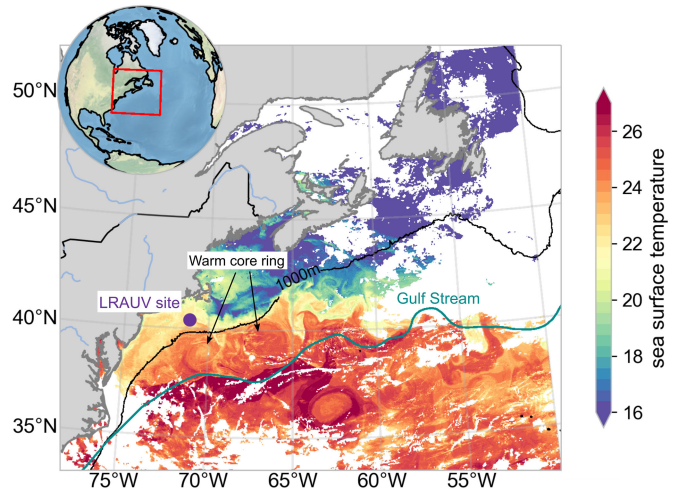 50°N
45°N
40°N
35°N
Warm core ring
1000m
LRAUV site
Gulf Stream
75°W
70°W
65°W
60°W
55°W
26
24
22
20
18
16
sea surface temperature